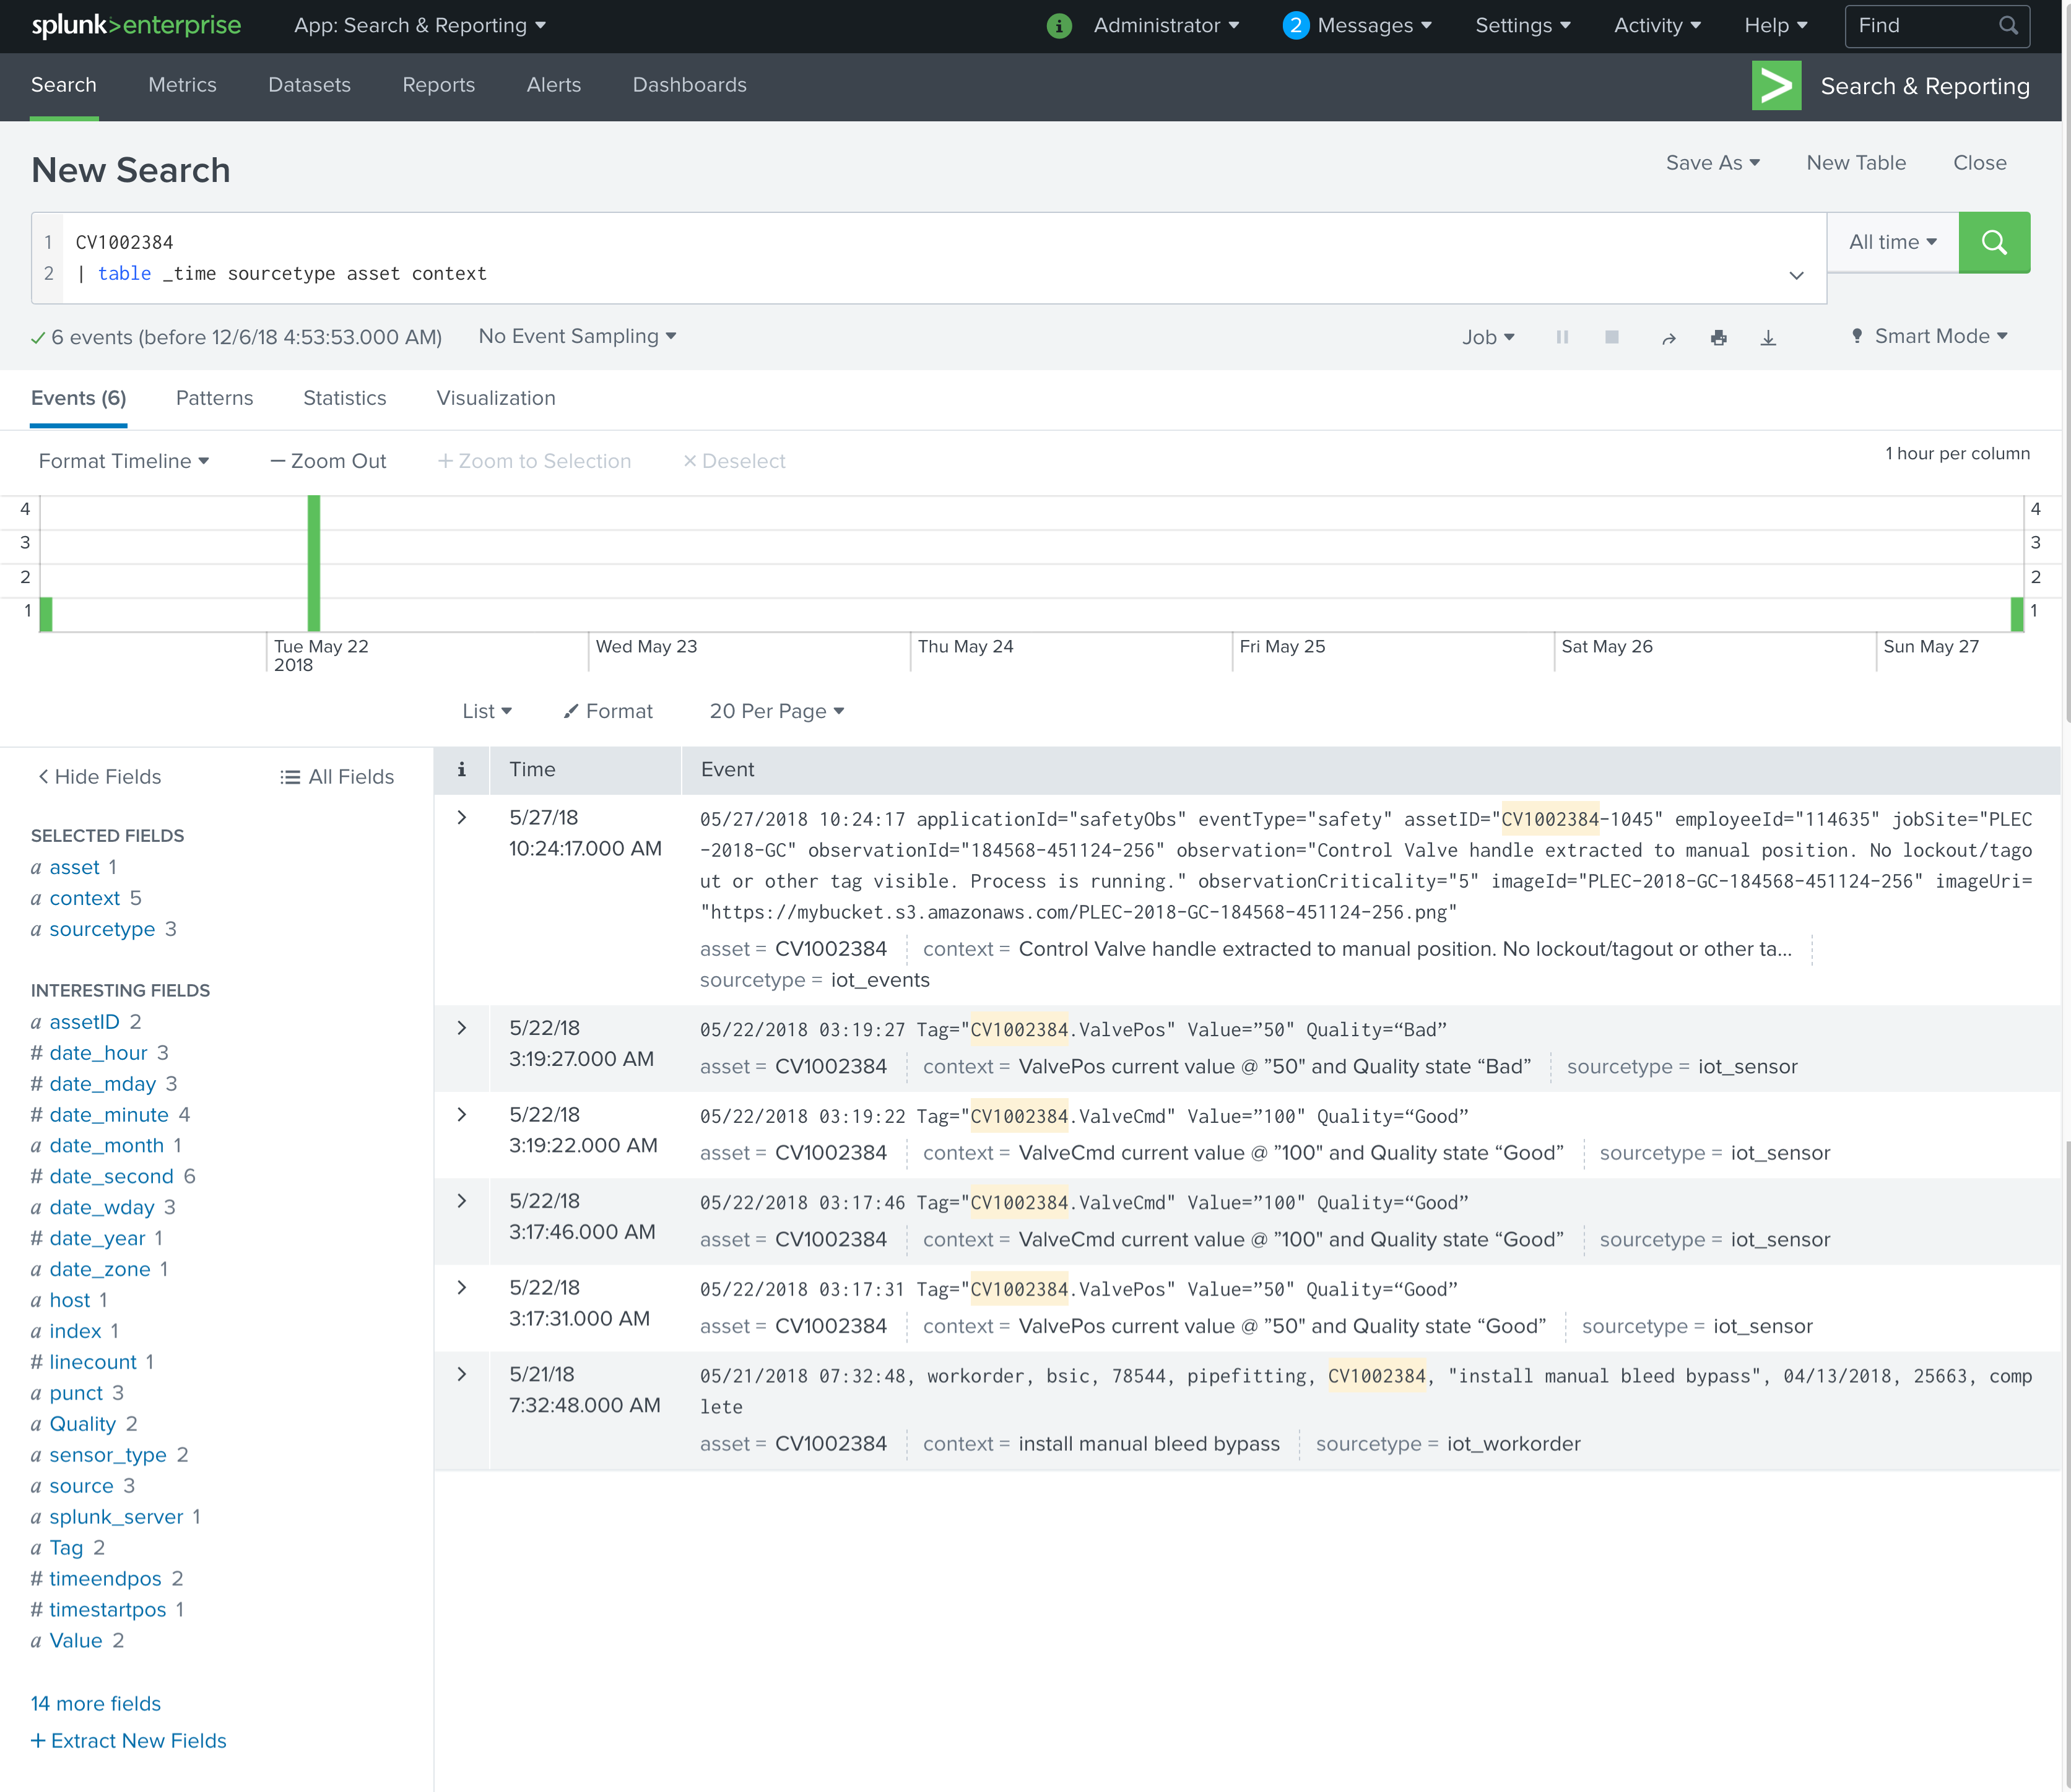 splunk>enterprise App: Search & Reporting i Administrator 2 Messages Settings Activity Help Find
Search Metrics Datasets Reports Alerts Dashboards > Search & Reporting
New Search Save As New Table Close
1 CV1002384 All time
2 | table _time sourcetype asset context
6 events (before 12/6/18 4:53:53.000 AM) No Event Sampling Job Smart Mode
Events (6) Patterns Statistics Visualization
Format Timeline — Zoom Out + Zoom to Selection × Deselect 1 hour per column
4 4
3 3
2 2
1 1
Tue May 22 Wed May 23 Thu May 24 Fri May 25 Sat May 26 Sun May 27
2018
List Format 20 Per Page
< Hide Fields All Fields
SELECTED FIELDS
a asset 1
a context 5
a sourcetype 3
INTERESTING FIELDS
a assetID 2
# date_hour 3
# date_mday 3
# date_minute 4
a date_month 1
# date_second 6
a date_wday 3
# date_year 1
a date_zone 1
a host 1
a index 1
# linecount 1
a punct 3
a Quality 2
a sensor_type 2
a source 3
a splunk_server 1
a Tag 2
# timeendpos 2
# timestartpos 1
a Value 2
14 more fields
+ Extract New Fields
i Time Event
5/27/18
10:24:17.000 AM
05/27/2018 10:24:17 applicationId="safetyObs" eventType="safety" assetID="CV1002384-1045" employeeId="114635" jobSite="PLEC
-2018-GC" observationId="184568-451124-256" observation="Control Valve handle extracted to manual position. No lockout/tago
ut or other tag visible. Process is running." observationCriticality="5" imageId="PLEC-2018-GC-184568-451124-256" imageUri=
"https://mybucket.s3.amazonaws.com/PLEC-2018-GC-184568-451124-256.png"
asset = CV1002384 context = Control Valve handle extracted to manual position. No lockout/tagout or other ta...
sourcetype = iot_events
5/22/18
3:19:27.000 AM
05/22/2018 03:19:27 Tag="CV1002384.ValvePos" Value=”50" Quality=“Bad”
asset = CV1002384 context = ValvePos current value @ ”50" and Quality state “Bad” sourcetype = iot_sensor
5/22/18
3:19:22.000 AM
05/22/2018 03:19:22 Tag="CV1002384.ValveCmd" Value=”100" Quality=“Good”
asset = CV1002384 context = ValveCmd current value @ ”100" and Quality state “Good” sourcetype = iot_sensor
5/22/18
3:17:46.000 AM
05/22/2018 03:17:46 Tag="CV1002384.ValveCmd" Value=”100" Quality=“Good”
asset = CV1002384 context = ValveCmd current value @ ”100" and Quality state “Good” sourcetype = iot_sensor
5/22/18
3:17:31.000 AM
05/22/2018 03:17:31 Tag="CV1002384.ValvePos" Value=”50" Quality=“Good”
asset = CV1002384 context = ValvePos current value @ ”50" and Quality state “Good” sourcetype = iot_sensor
5/21/18
7:32:48.000 AM
05/21/2018 07:32:48, workorder, bsic, 78544, pipefitting, CV1002384, "install manual bleed bypass", 04/13/2018, 25663, comp
lete
asset = CV1002384 context = install manual bleed bypass sourcetype = iot_workorder